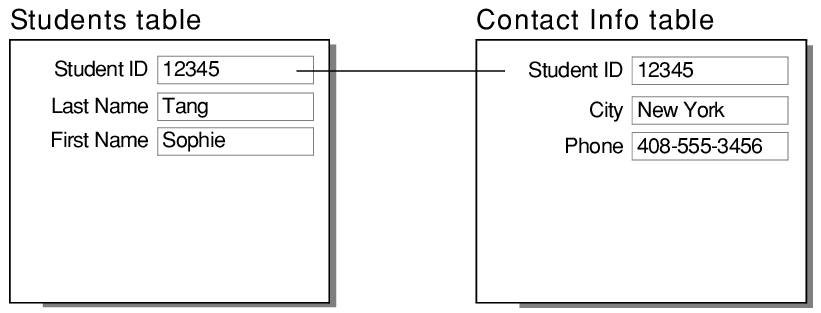 Students table
Student ID 12345
Last Name Tang
First Name Sophie
Contact Info table
Student ID 12345
City New York
Phone 408-555-3456